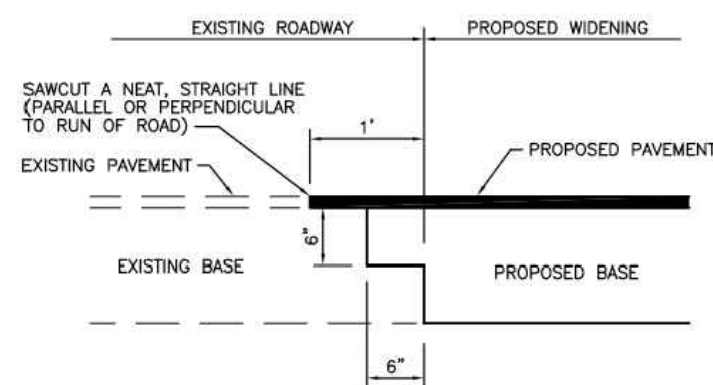 EXISTING ROADWAY
PROPOSED WIDENING
SAWCUT A NEAT, STRAIGHT LINE
(PARALLEL OR PERPENDICULAR
TO RUN OF ROAD)
1'
PROPOSED PAVEMENT
EXISTING PAVEMENT
6"
EXISTING BASE
PROPOSED BASE
6"